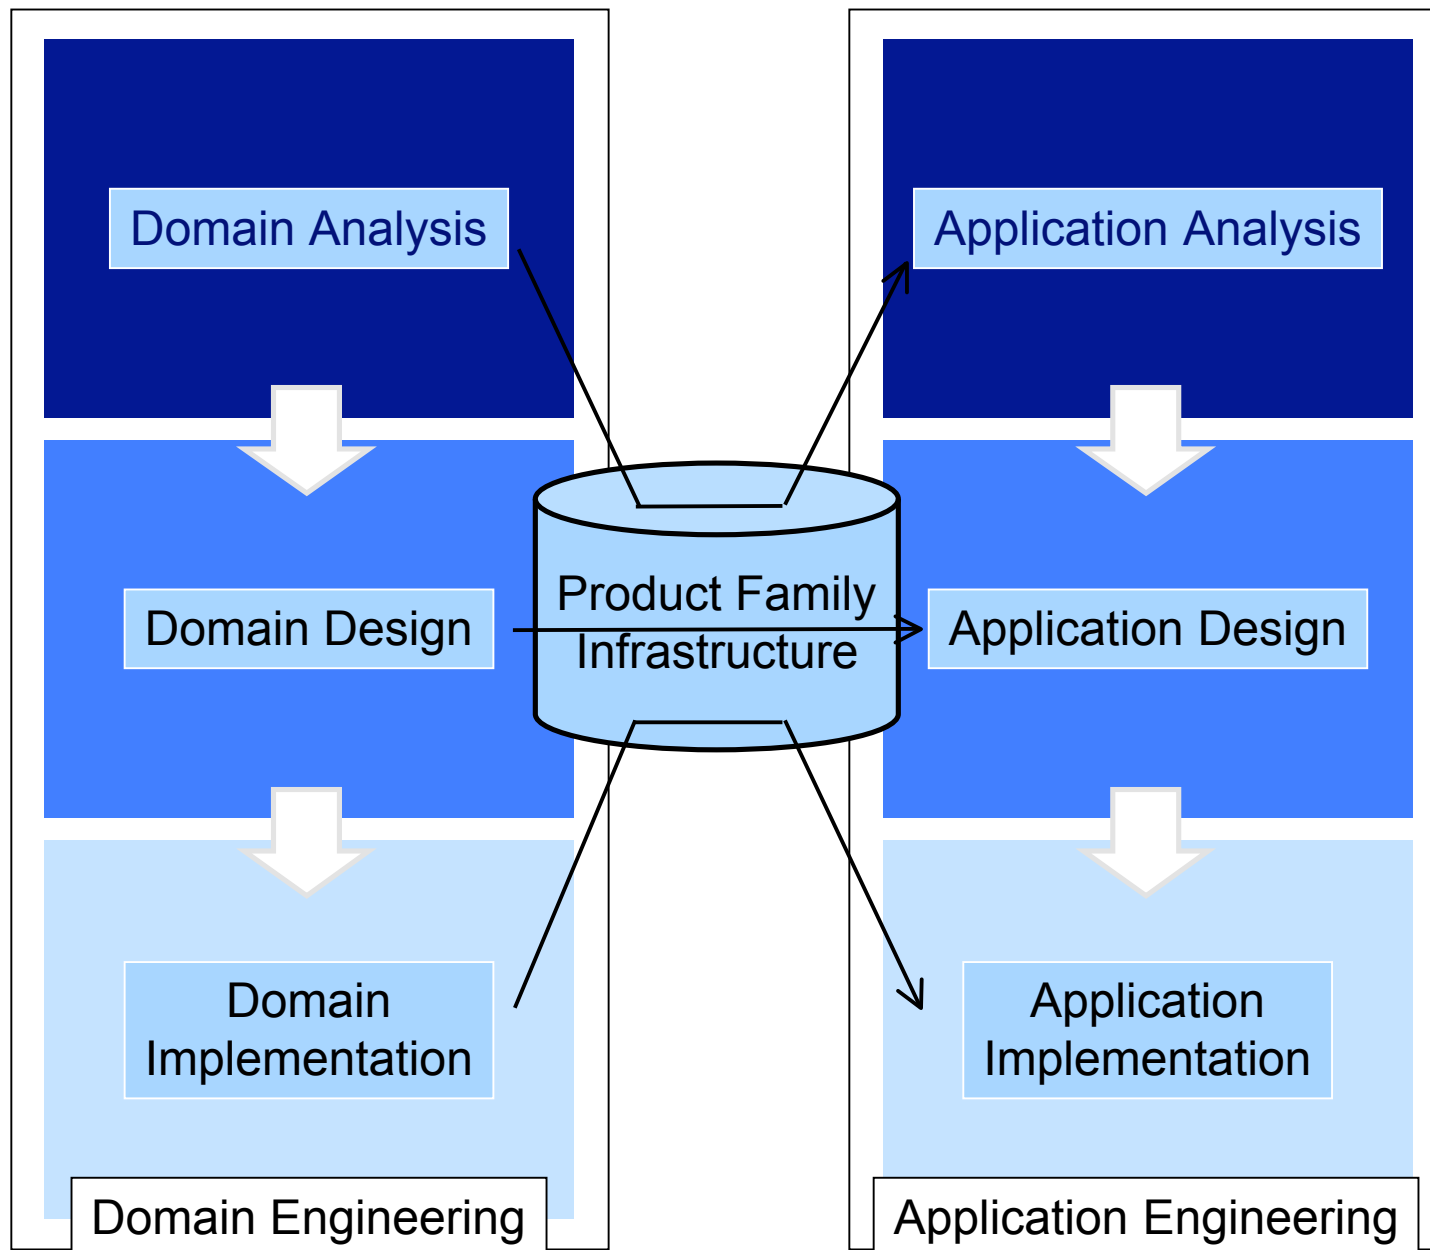 Domain Analysis
Application Analysis
Product Family
Infrastructure
Domain Design
Application Design
Domain
Implementation
Application
Implementation
Domain Engineering
Application Engineering